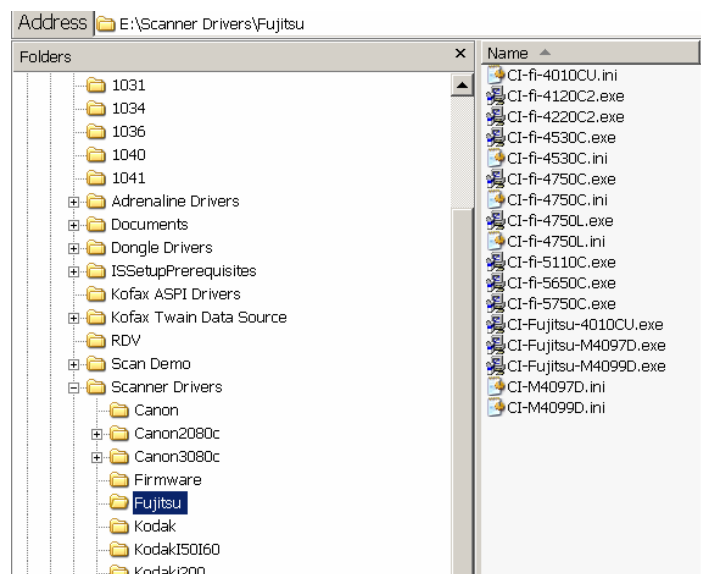 Address E:\Scanner Drivers\Fujitsu
Folders ×
1031
1034
1036
1040
1041
Adrenaline Drivers
Documents
Dongle Drivers
ISSetupPrerequisites
Kofax ASPI Drivers
Kofax Twain Data Source
RDV
Scan Demo
Scanner Drivers
Canon
Canon2080c
Canon3080c
Firmware
Fujitsu
Kodak
KodakI50I60
Kodaki200
Name
CI-fi-4010CU.ini
CI-fi-4120C2.exe
CI-fi-4220C2.exe
CI-fi-4530C.exe
CI-fi-4530C.ini
CI-fi-4750C.exe
CI-fi-4750C.ini
CI-fi-4750L.exe
CI-fi-4750L.ini
CI-fi-5110C.exe
CI-fi-5650C.exe
CI-fi-5750C.exe
CI-Fujitsu-4010CU.exe
CI-Fujitsu-M4097D.exe
CI-Fujitsu-M4099D.exe
CI-M4097D.ini
CI-M4099D.ini